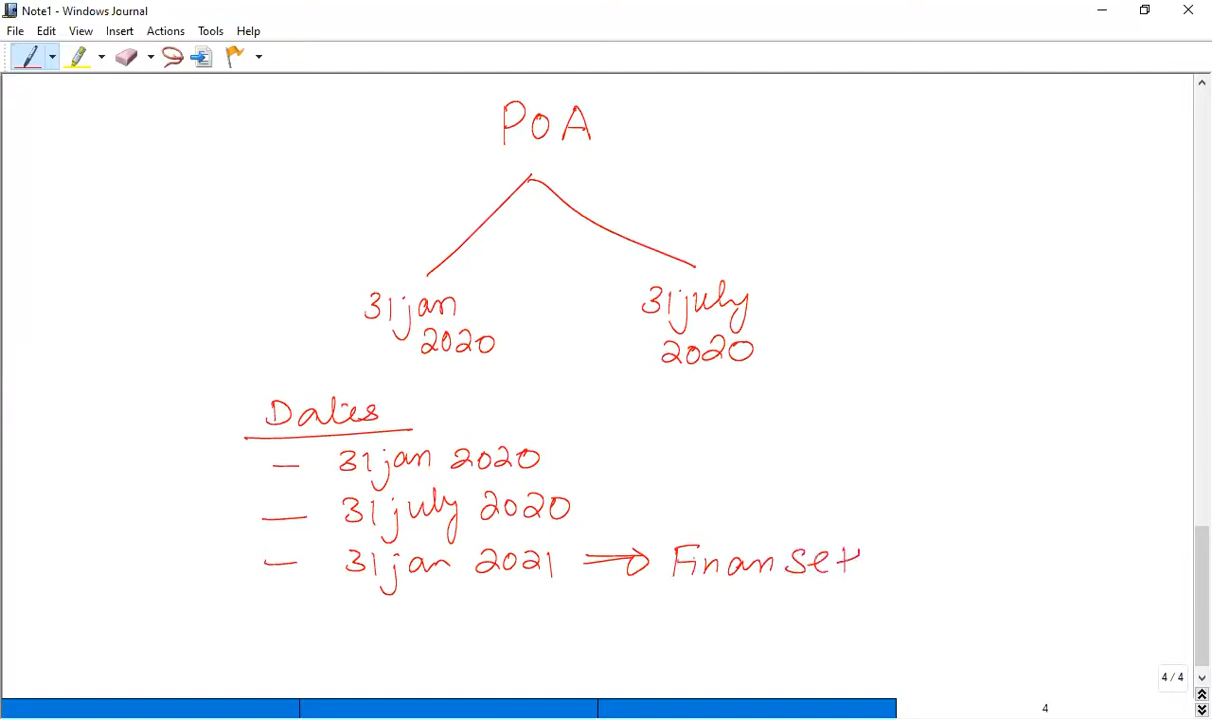 Note1 - Windows Journal
File Edit View Insert Actions Tools Help
PoA
31 jan 31 july
2020 2020
Dates
— 31 jan 2020
— 31 july 2020
— 31 jan 2021 ⇒ Finan set
4 / 4
4